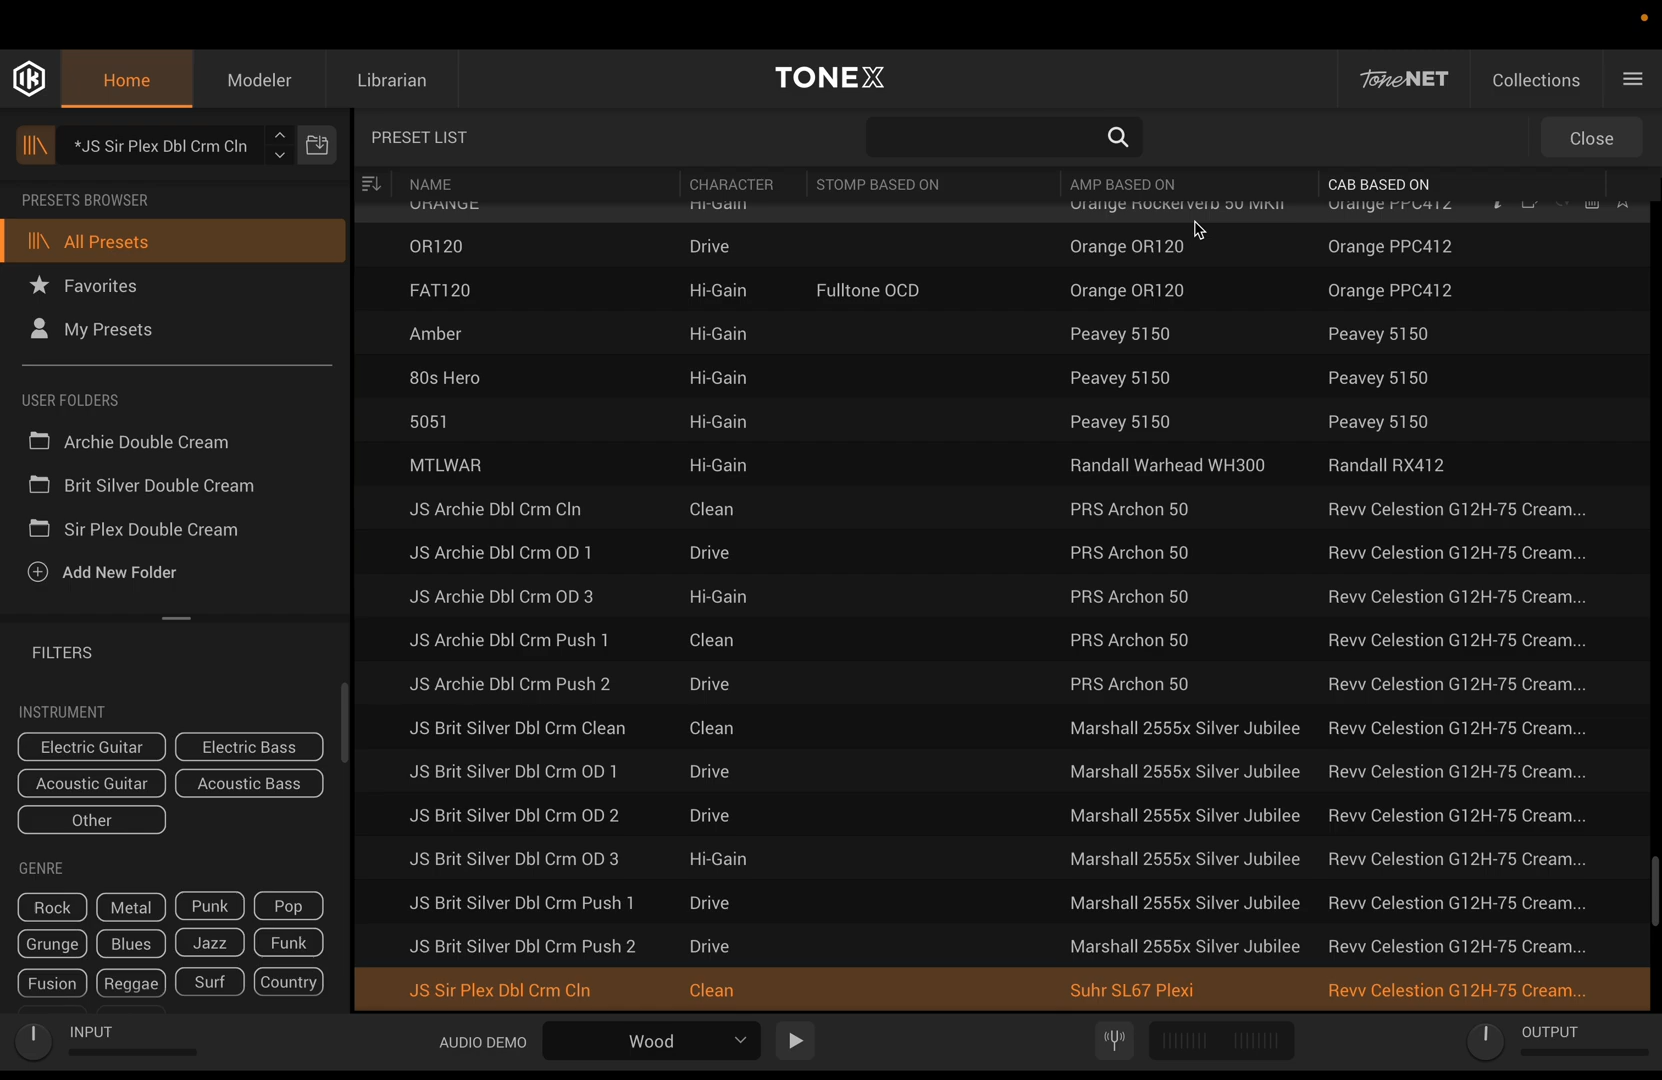 Home
Modeler
Librarian
TONEX
ToneNET
Collections
*JS Sir Plex Dbl Crm Cln
PRESET LIST
Close
PRESETS BROWSER
All Presets
Favorites
My Presets
USER FOLDERS
Archie Double Cream
Brit Silver Double Cream
Sir Plex Double Cream
Add New Folder
FILTERS
INSTRUMENT
Electric Guitar Electric Bass
Acoustic Guitar Acoustic Bass
Other
GENRE
Rock Metal Punk Pop
Grunge Blues Jazz Funk
Fusion Reggae Surf Country
NAME CHARACTER STOMP BASED ON AMP BASED ON CAB BASED ON
ORANGE Hi-Gain Orange Rockerverb 50 MKII Orange PPC412
OR120 Drive Orange OR120 Orange PPC412
FAT120 Hi-Gain Fulltone OCD Orange OR120 Orange PPC412
Amber Hi-Gain Peavey 5150 Peavey 5150
80s Hero Hi-Gain Peavey 5150 Peavey 5150
5051 Hi-Gain Peavey 5150 Peavey 5150
MTLWAR Hi-Gain Randall Warhead WH300 Randall RX412
JS Archie Dbl Crm Cln Clean PRS Archon 50 Revv Celestion G12H-75 Cream...
JS Archie Dbl Crm OD 1 Drive PRS Archon 50 Revv Celestion G12H-75 Cream...
JS Archie Dbl Crm OD 3 Hi-Gain PRS Archon 50 Revv Celestion G12H-75 Cream...
JS Archie Dbl Crm Push 1 Clean PRS Archon 50 Revv Celestion G12H-75 Cream...
JS Archie Dbl Crm Push 2 Drive PRS Archon 50 Revv Celestion G12H-75 Cream...
JS Brit Silver Dbl Crm Clean Clean Marshall 2555x Silver Jubilee Revv Celestion G12H-75 Cream...
JS Brit Silver Dbl Crm OD 1 Drive Marshall 2555x Silver Jubilee Revv Celestion G12H-75 Cream...
JS Brit Silver Dbl Crm OD 2 Drive Marshall 2555x Silver Jubilee Revv Celestion G12H-75 Cream...
JS Brit Silver Dbl Crm OD 3 Hi-Gain Marshall 2555x Silver Jubilee Revv Celestion G12H-75 Cream...
JS Brit Silver Dbl Crm Push 1 Drive Marshall 2555x Silver Jubilee Revv Celestion G12H-75 Cream...
JS Brit Silver Dbl Crm Push 2 Drive Marshall 2555x Silver Jubilee Revv Celestion G12H-75 Cream...
JS Sir Plex Dbl Crm Cln Clean Suhr SL67 Plexi Revv Celestion G12H-75 Cream...
INPUT
AUDIO DEMO
Wood
OUTPUT